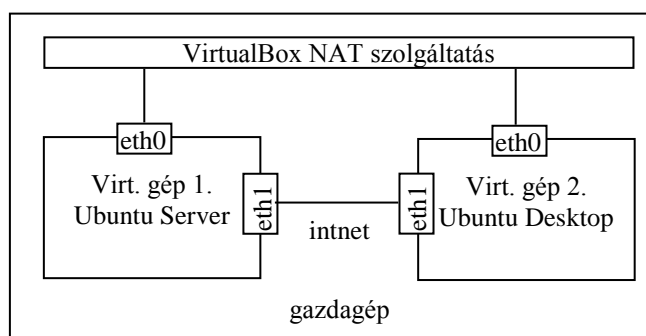 VirtualBox NAT szolgáltatás
eth0
eth0
Virt. gép 1.
Ubuntu Server
eth1
intnet
eth1
Virt. gép 2.
Ubuntu Desktop
gazdagép